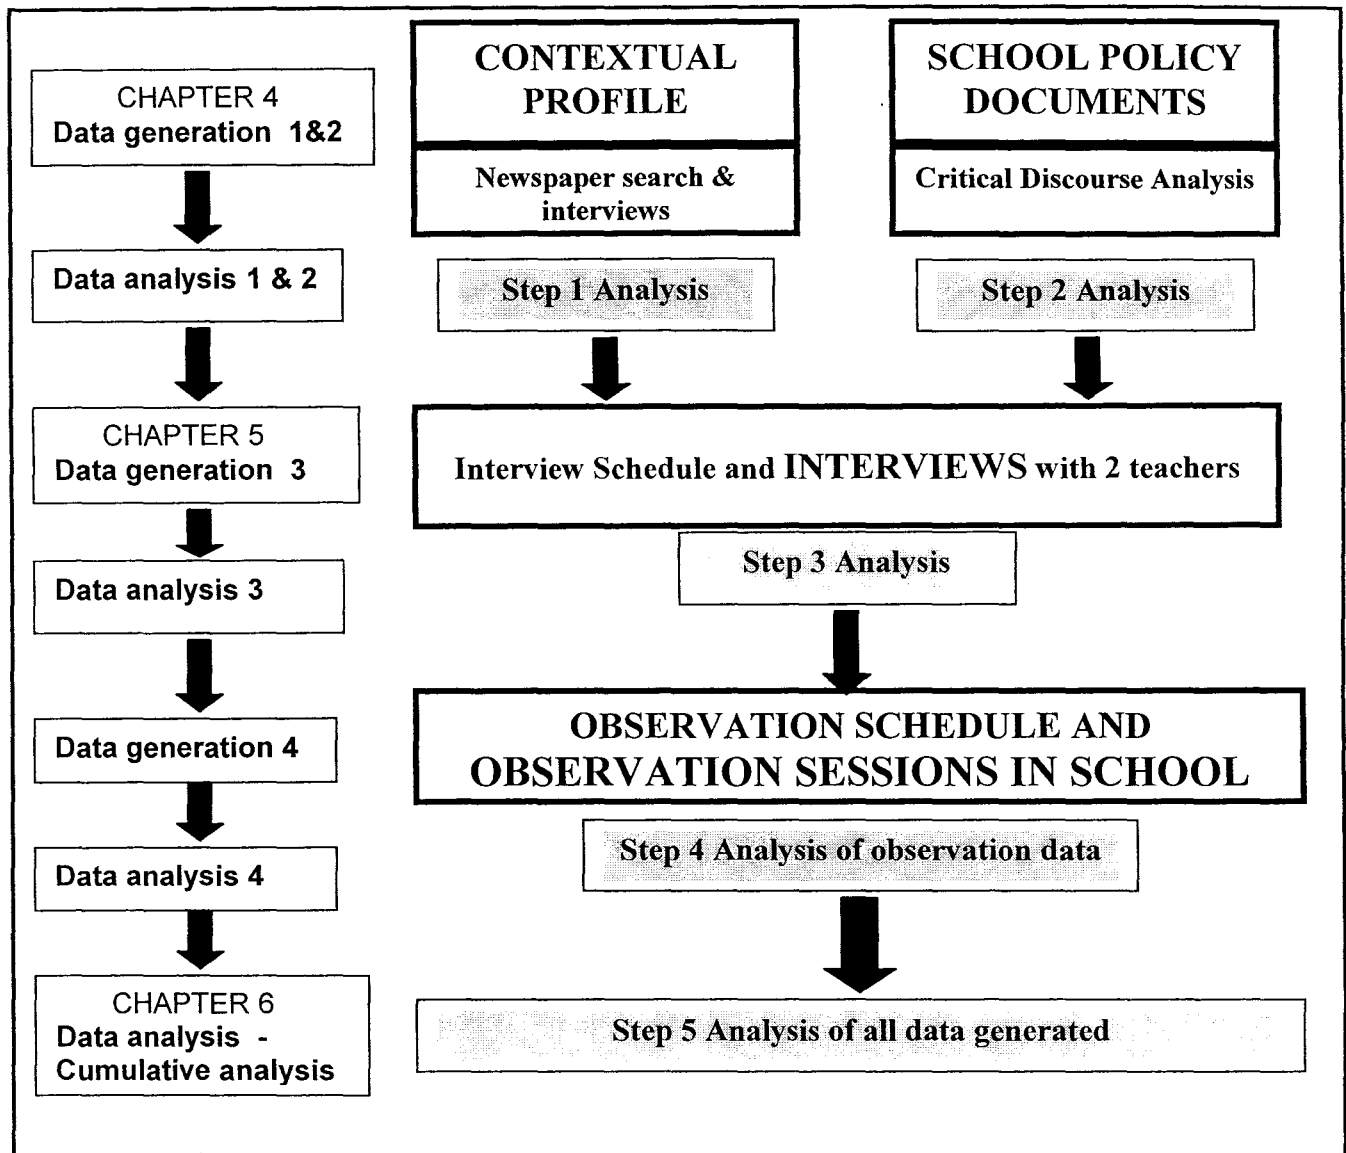 CHAPTER 4
Data generation 1&2
Data analysis 1 & 2
CHAPTER 5
Data generation 3
Data analysis 3
Data generation 4
Data analysis 4
CHAPTER 6
Data analysis -
Cumulative analysis
CONTEXTUAL
PROFILE
Newspaper search &
interviews
Step 1 Analysis
SCHOOL POLICY
DOCUMENTS
Critical Discourse Analysis
Step 2 Analysis
Interview Schedule and INTERVIEWS with 2 teachers
Step 3 Analysis
OBSERVATION SCHEDULE AND
OBSERVATION SESSIONS IN SCHOOL
Step 4 Analysis of observation data
Step 5 Analysis of all data generated